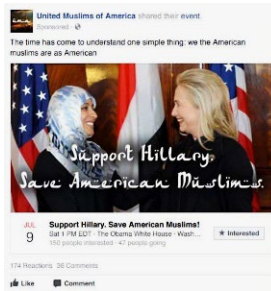 United Muslims of America shared their event
Sponsored ·
The time has come to understand one simple thing: we the American
muslims are as American
Support Hillary.
Save American Muslims.
JUL
9
Support Hillary. Save American Muslims!
Sat 1 PM EDT · The Obama White House · Wash...
150 people interested · 47 people going
★ Interested
174 Reactions 36 Comments
Like Comment